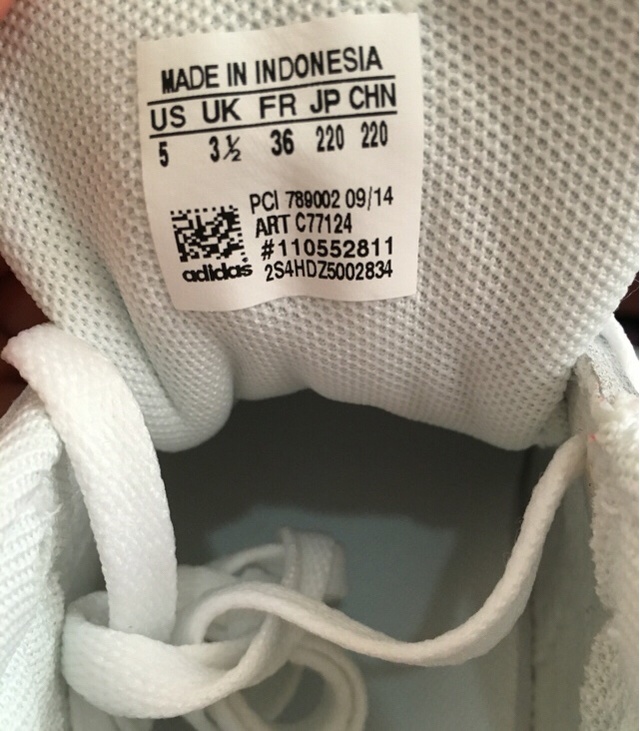 MADE IN INDONESIA
US UK FR JP CHN
5 3½ 36 220 220
PCI 789002 09/14
ART C77124
#110552811
adidas 2S4HDZ5002834